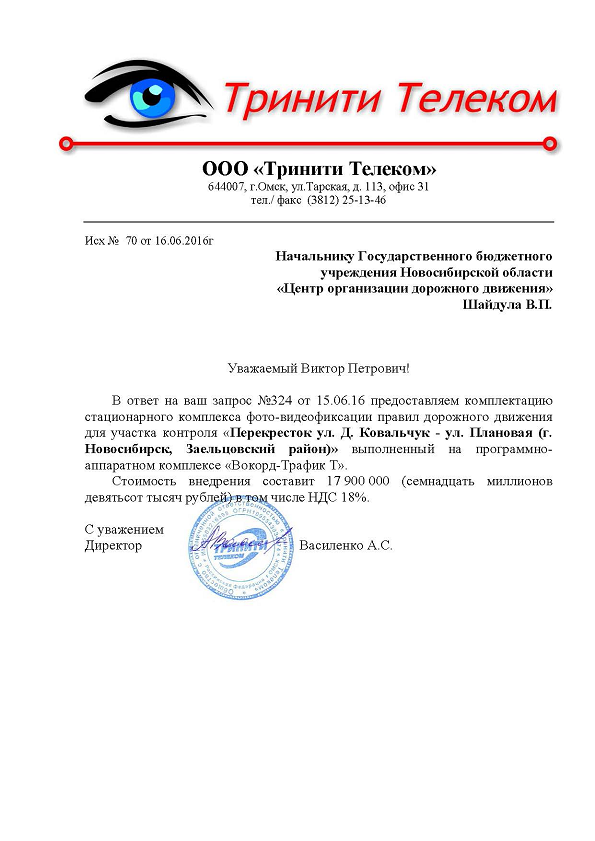 Тринити Телеком
ООО «Тринити Телеком»
644007, г.Омск, ул.Тарская, д. 113, офис 31
тел./ факс (3812) 25-13-46
Исх № 70 от 16.06.2016г
Начальнику Государственного бюджетного
учреждения Новосибирской области
«Центр организации дорожного движения»
Шайдула В.П.
Уважаемый Виктор Петрович!
В ответ на ваш запрос №324 от 15.06.16 предоставляем комплектацию
стационарного комплекса фото-видеофиксации правил дорожного движения
для участка контроля «Перекресток ул. Д. Ковальчук - ул. Плановая (г.
Новосибирск, Заельцовский район)» выполненный на программно-
аппаратном комплексе «Вокорд-Трафик Т».
Стоимость внедрения составит 17 900 000 (семнадцать миллионов
девятьсот тысяч рублей) в том числе НДС 18%.
С уважением
Директор Василенко А.С.
ТРИНИТИ
ТЕЛЕКОМ